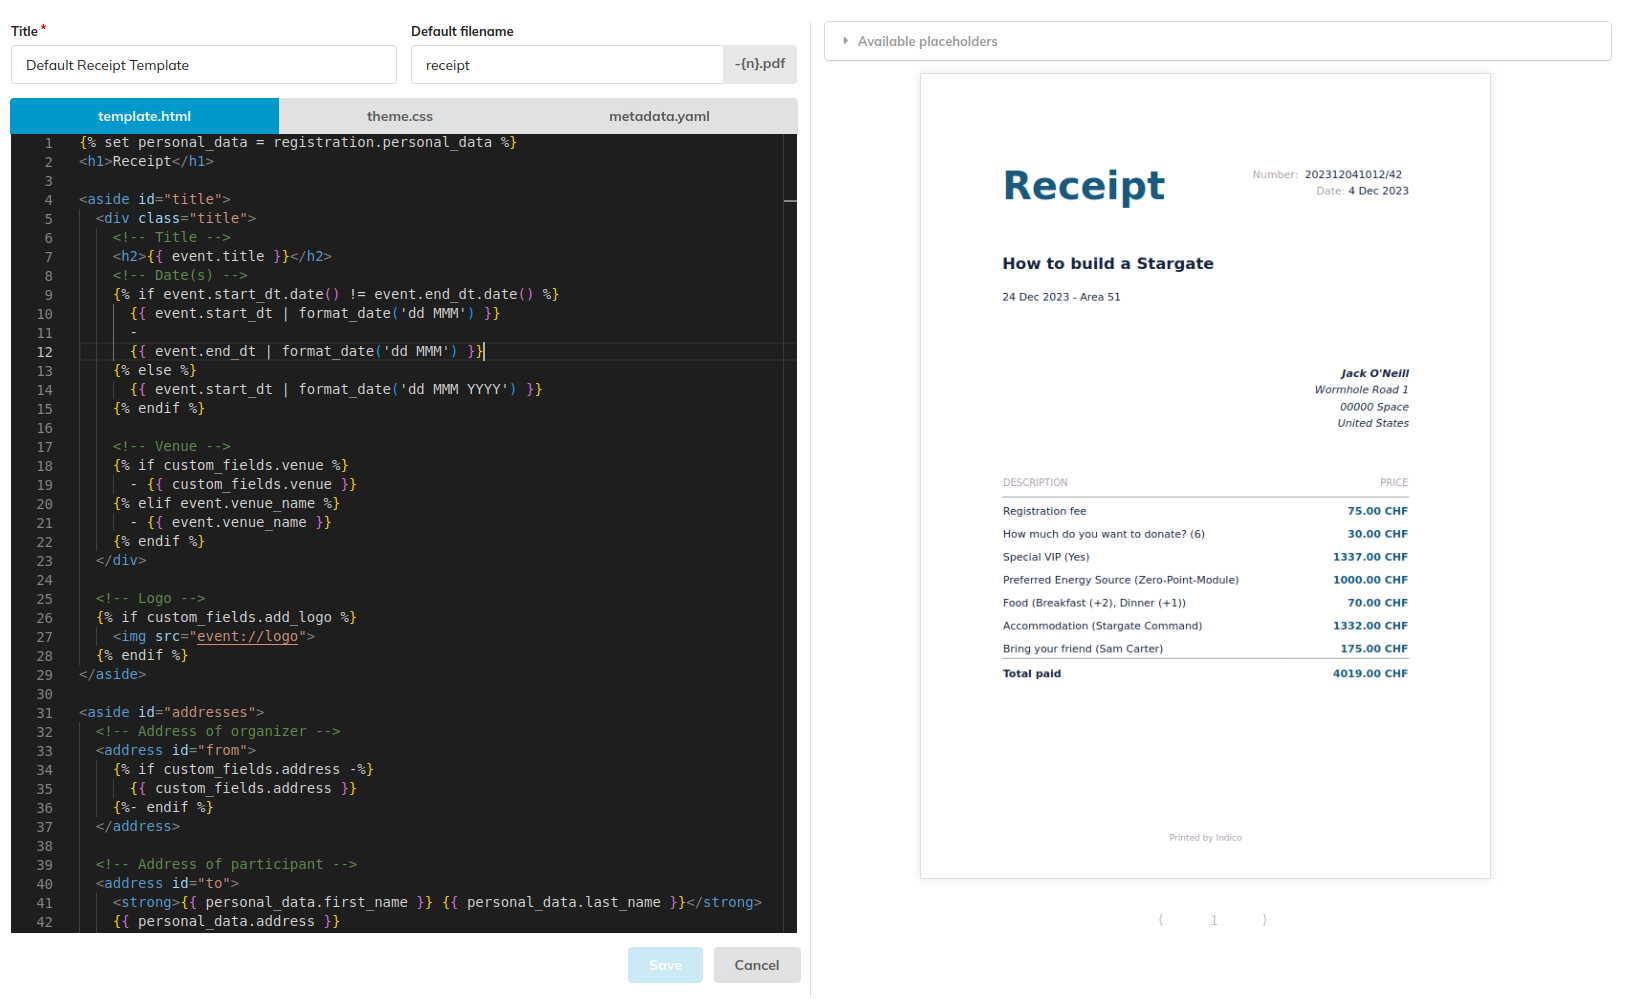 Title *
Default filename
Default Receipt Template
receipt
-{n}.pdf
template.html
theme.css
metadata.yaml
1 {% set personal_data = registration.personal_data %}
2 <h1>Receipt</h1>
3
4 <aside id="title">
5 <div class="title">
6 <!-- Title -->
7 <h2>{{ event.title }}</h2>
8 <!-- Date(s) -->
9 {% if event.start_dt.date() != event.end_dt.date() %}
10 {{ event.start_dt | format_date('dd MMM') }}
11 -
12 {{ event.end_dt | format_date('dd MMM') }}
13 {% else %}
14 {{ event.start_dt | format_date('dd MMM YYYY') }}
15 {% endif %}
16
17 <!-- Venue -->
18 {% if custom_fields.venue %}
19 - {{ custom_fields.venue }}
20 {% elif event.venue_name %}
21 - {{ event.venue_name }}
22 {% endif %}
23 </div>
24
25 <!-- Logo -->
26 {% if custom_fields.add_logo %}
27 <img src="event://logo">
28 {% endif %}
29 </aside>
30
31 <aside id="addresses">
32 <!-- Address of organizer -->
33 <address id="from">
34 {% if custom_fields.address -%}
35 {{ custom_fields.address }}
36 {%- endif %}
37 </address>
38
39 <!-- Address of participant -->
40 <address id="to">
41 <strong>{{ personal_data.first_name }} {{ personal_data.last_name }}</strong>
42 {{ personal_data.address }}
Save
Cancel
Available placeholders
Receipt
Number: 202312041012/42
Date: 4 Dec 2023
How to build a Stargate
24 Dec 2023 - Area 51
Jack O'Neill
Wormhole Road 1
00000 Space
United States
DESCRIPTION PRICE
Registration fee 75.00 CHF
How much do you want to donate? (6) 30.00 CHF
Special VIP (Yes) 1337.00 CHF
Preferred Energy Source (Zero-Point-Module) 1000.00 CHF
Food (Breakfast (+2), Dinner (+1)) 70.00 CHF
Accommodation (Stargate Command) 1332.00 CHF
Bring your friend (Sam Carter) 175.00 CHF
Total paid 4019.00 CHF
Printed by Indico
⟨ 1 ⟩